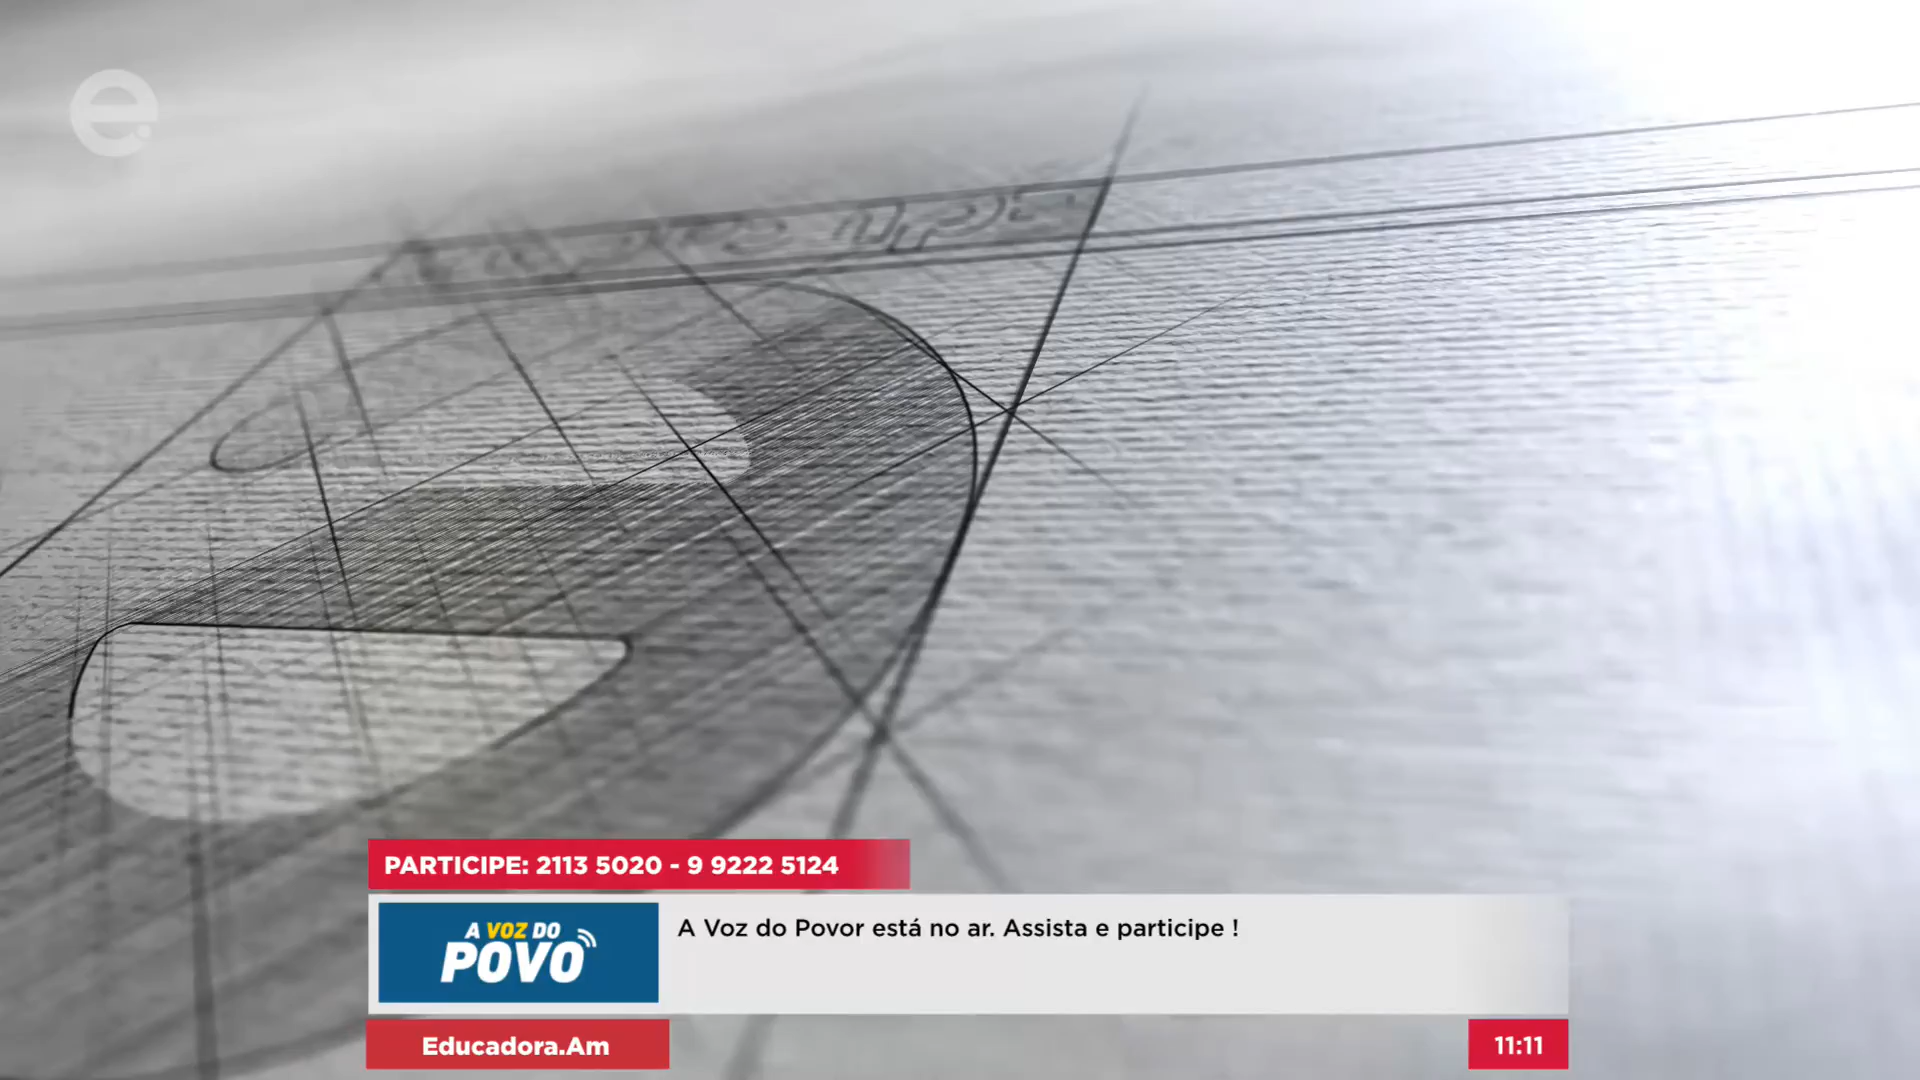 e.
PARTICIPE: 2113 5020 - 9 9222 5124
A VOZ DO
POVO
A Voz do Povor está no ar. Assista e participe !
Educadora.Am
11:11